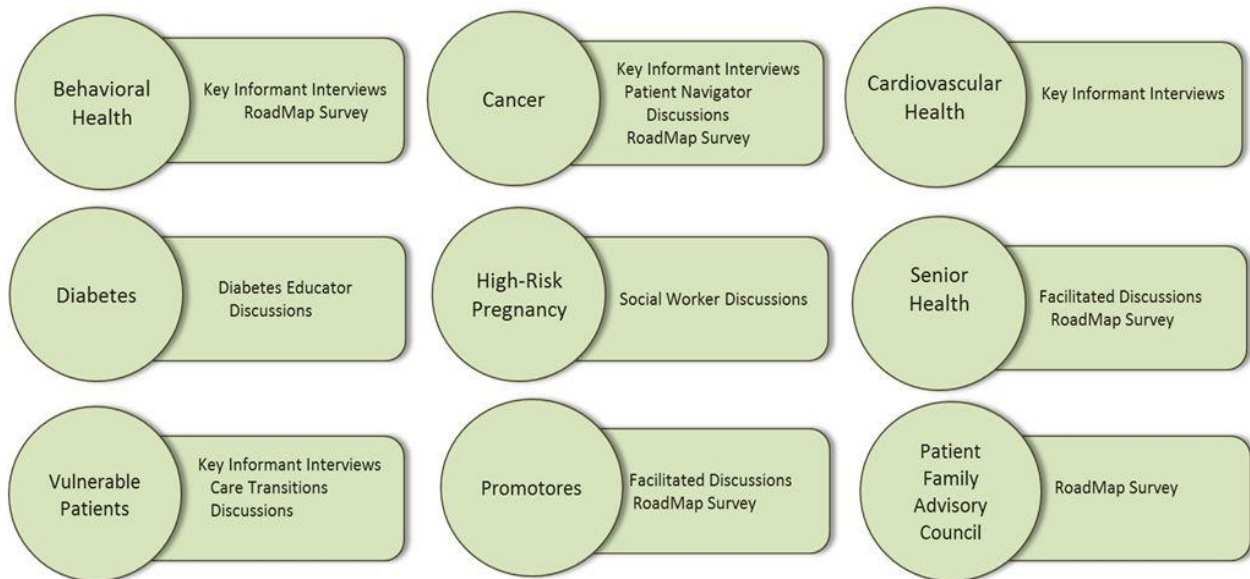 Behavioral
Health
Key Informant Interviews
RoadMap Survey
Cancer
Key Informant Interviews
Patient Navigator
Discussions
RoadMap Survey
Cardiovascular
Health
Key Informant Interviews
Diabetes
Diabetes Educator
Discussions
High-Risk
Pregnancy
Social Worker Discussions
Senior
Health
Facilitated Discussions
RoadMap Survey
Vulnerable
Patients
Key Informant Interviews
Care Transitions
Discussions
Promotores
Facilitated Discussions
RoadMap Survey
Patient
Family
Advisory
Council
RoadMap Survey